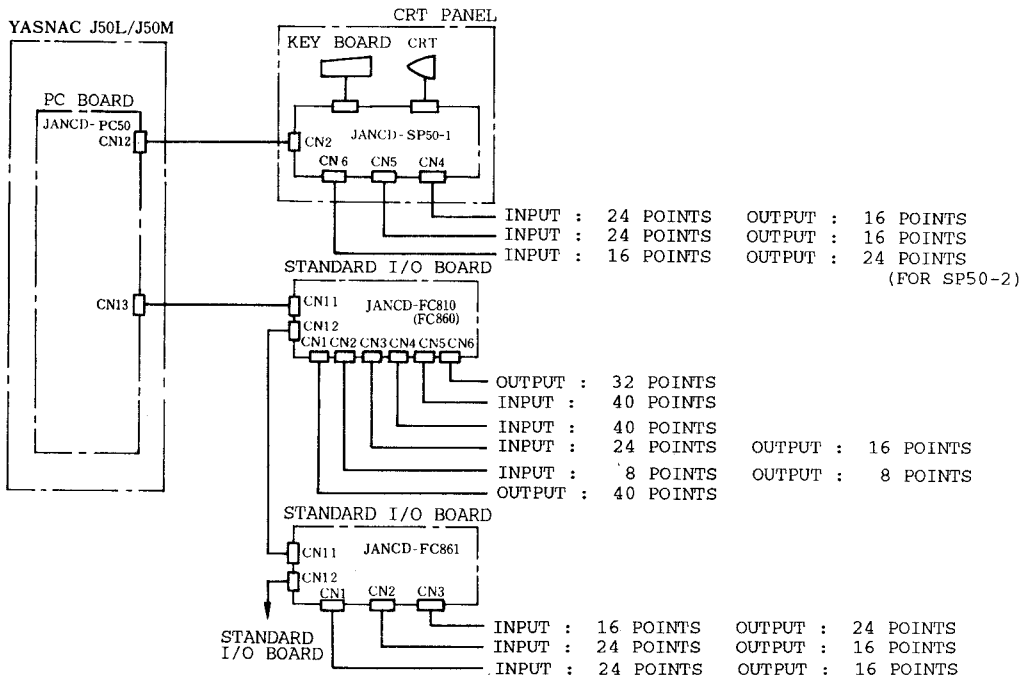 CRT PANEL
YASNAC J50L/J50M
KEY BOARD CRT
PC BOARD
JANCD-PC50
CN12
JANCD-SP50-1
CN2
CN6 CN5 CN4
INPUT : 24 POINTS OUTPUT : 16 POINTS
INPUT : 24 POINTS OUTPUT : 16 POINTS
INPUT : 16 POINTS OUTPUT : 24 POINTS
(FOR SP50-2)
STANDARD I/O BOARD
CN13
CN11
JANCD-FC810
(FC860)
CN12
CN1 CN2 CN3 CN4 CN5 CN6
OUTPUT : 32 POINTS
INPUT : 40 POINTS
INPUT : 40 POINTS
INPUT : 24 POINTS OUTPUT : 16 POINTS
INPUT : 8 POINTS OUTPUT : 8 POINTS
OUTPUT : 40 POINTS
STANDARD I/O BOARD
CN11
JANCD-FC861
CN12
CN1 CN2 CN3
STANDARD
I/O BOARD
INPUT : 16 POINTS OUTPUT : 24 POINTS
INPUT : 24 POINTS OUTPUT : 16 POINTS
INPUT : 24 POINTS OUTPUT : 16 POINTS